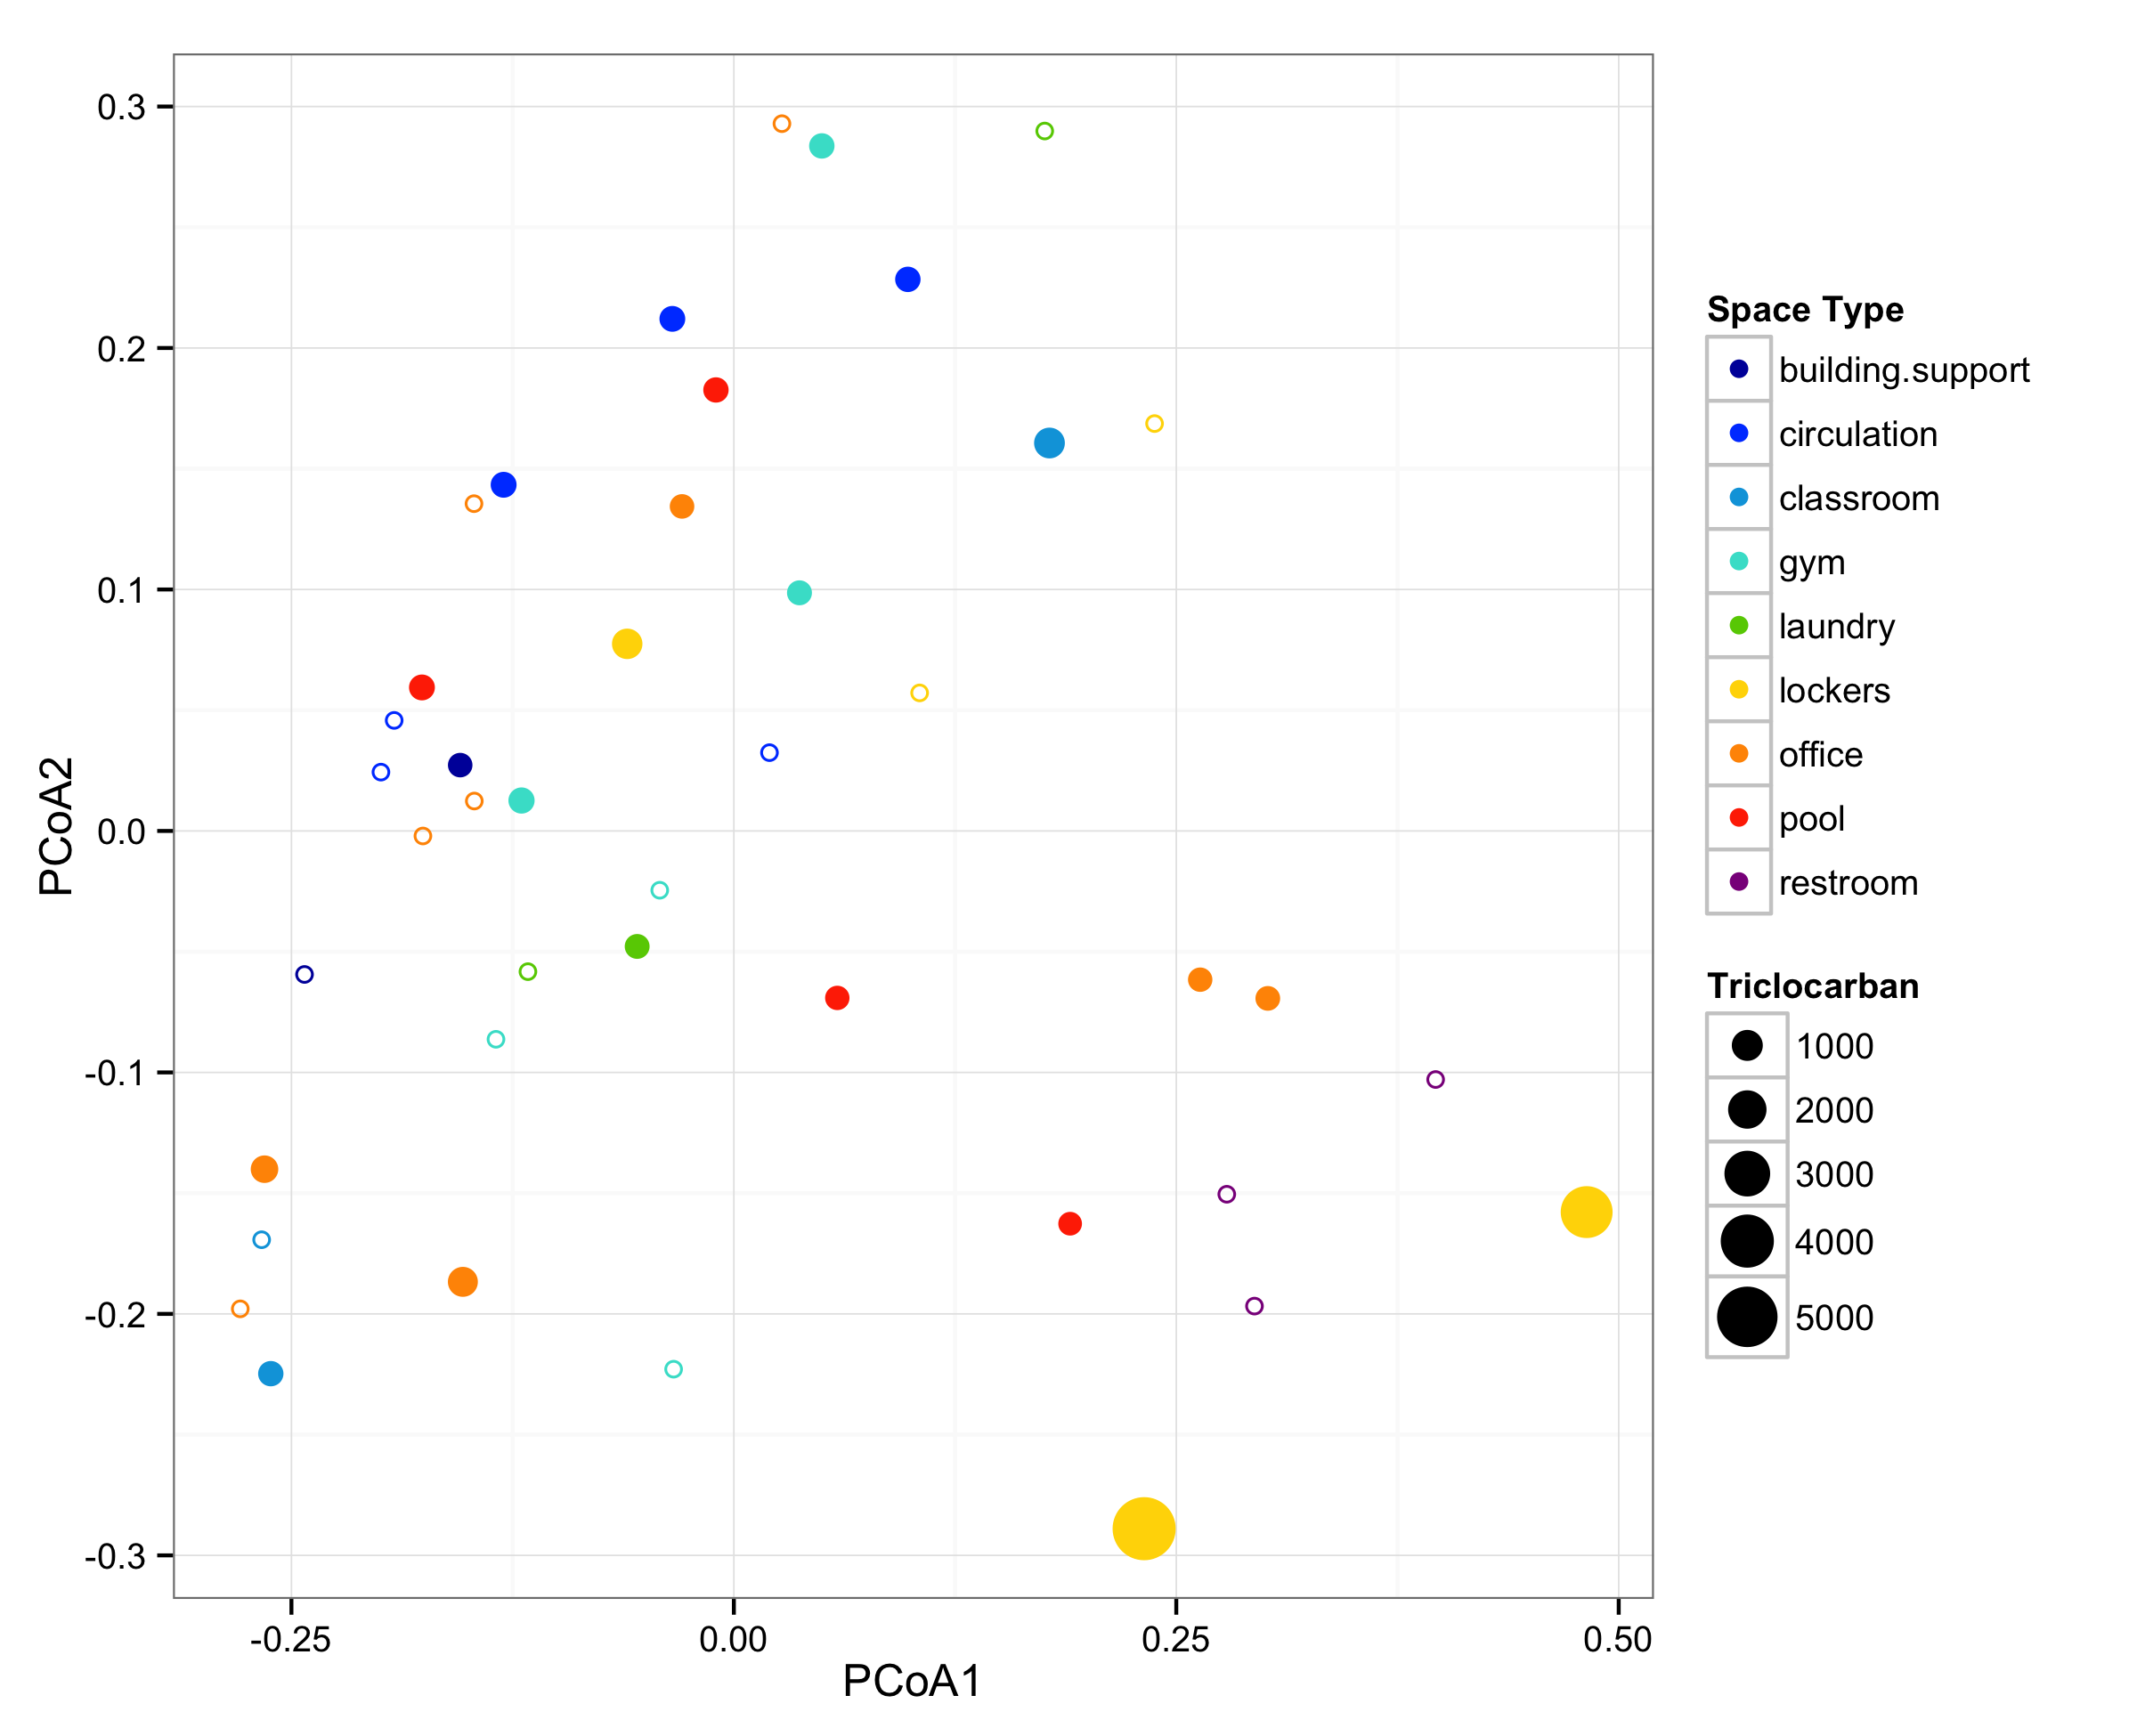 0.3
0.2
0.1
0.0
-0.1
-0.2
-0.3
PCoA2
-0.25 0.00 0.25 0.50
PCoA1
Space Type
building.support
circulation
classroom
gym
laundry
lockers
office
pool
restroom
Triclocarban
1000
2000
3000
4000
5000